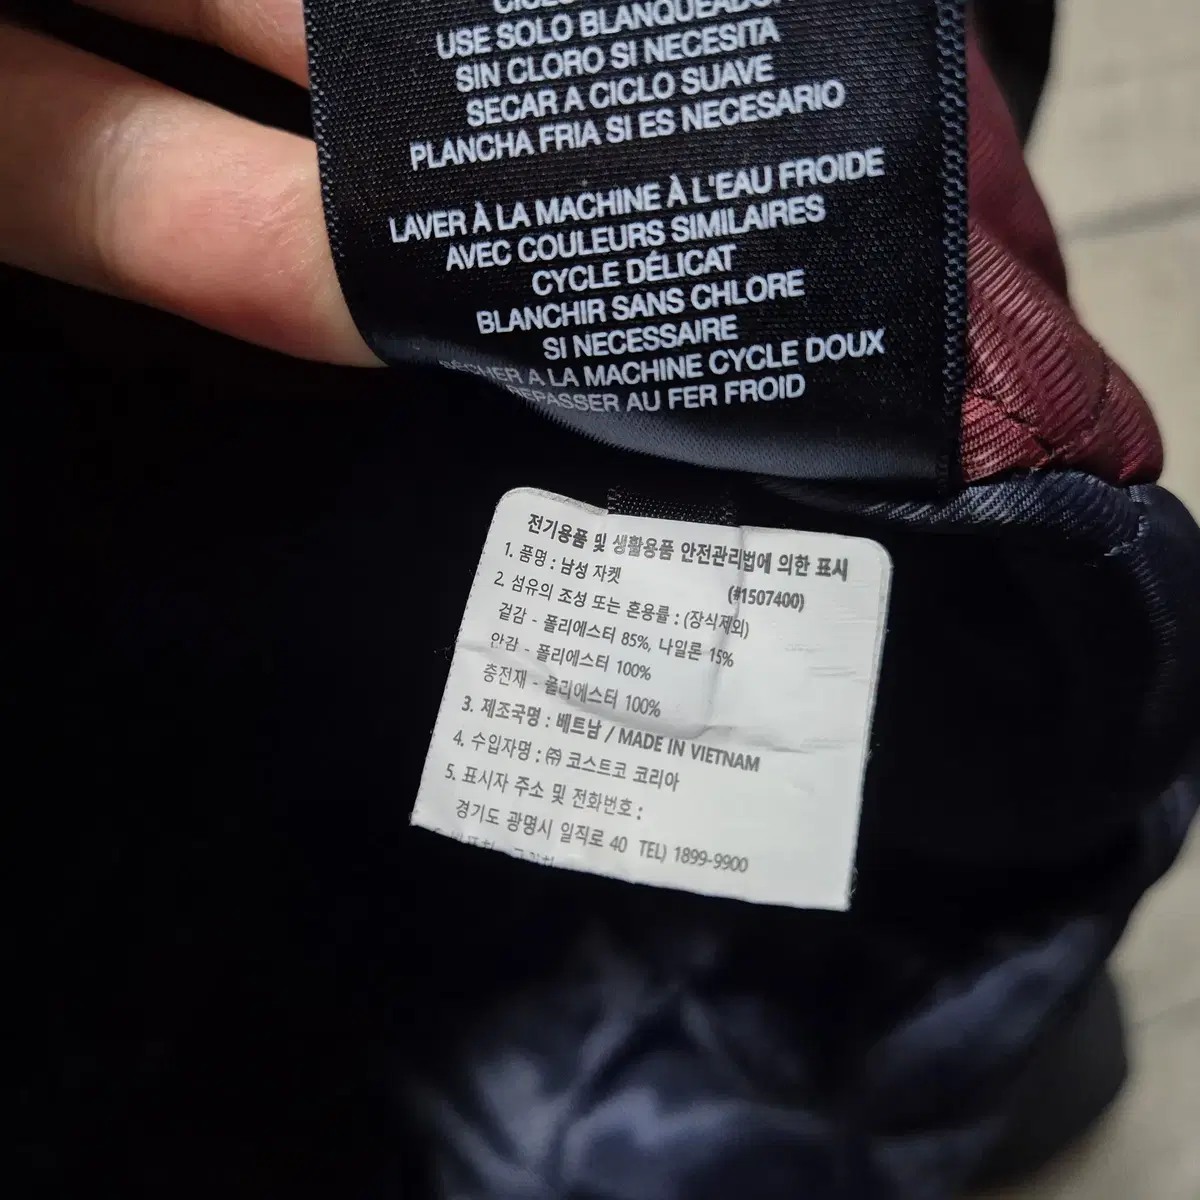 USE SOLO BLANQUEADOR
SIN CLORO SI NECESITA
SECAR A CICLO SUAVE
PLANCHA FRIA SI ES NECESARIO
LAVER À LA MACHINE À L'EAU FROIDE
AVEC COULEURS SIMILAIRES
CYCLE DÉLICAT
BLANCHIR SANS CHLORE
SI NECESSAIRE
SÉCHER A LA MACHINE CYCLE DOUX
REPASSER AU FER FROID
전기용품 및 생활용품 안전관리법에 의한 표시
1. 품명 : 남성 자켓 (#1507400)
2. 섬유의 조성 또는 혼용률 : (장식제외)
겉감 - 폴리에스터 85%, 나일론 15%
안감 - 폴리에스터 100%
충전재 - 폴리에스터 100%
3. 제조국명 : 베트남 / MADE IN VIETNAM
4. 수입자명 : ㈜ 코스트코 코리아
5. 표시자 주소 및 전화번호 :
경기도 광명시 일직로 40 TEL) 1899-9900